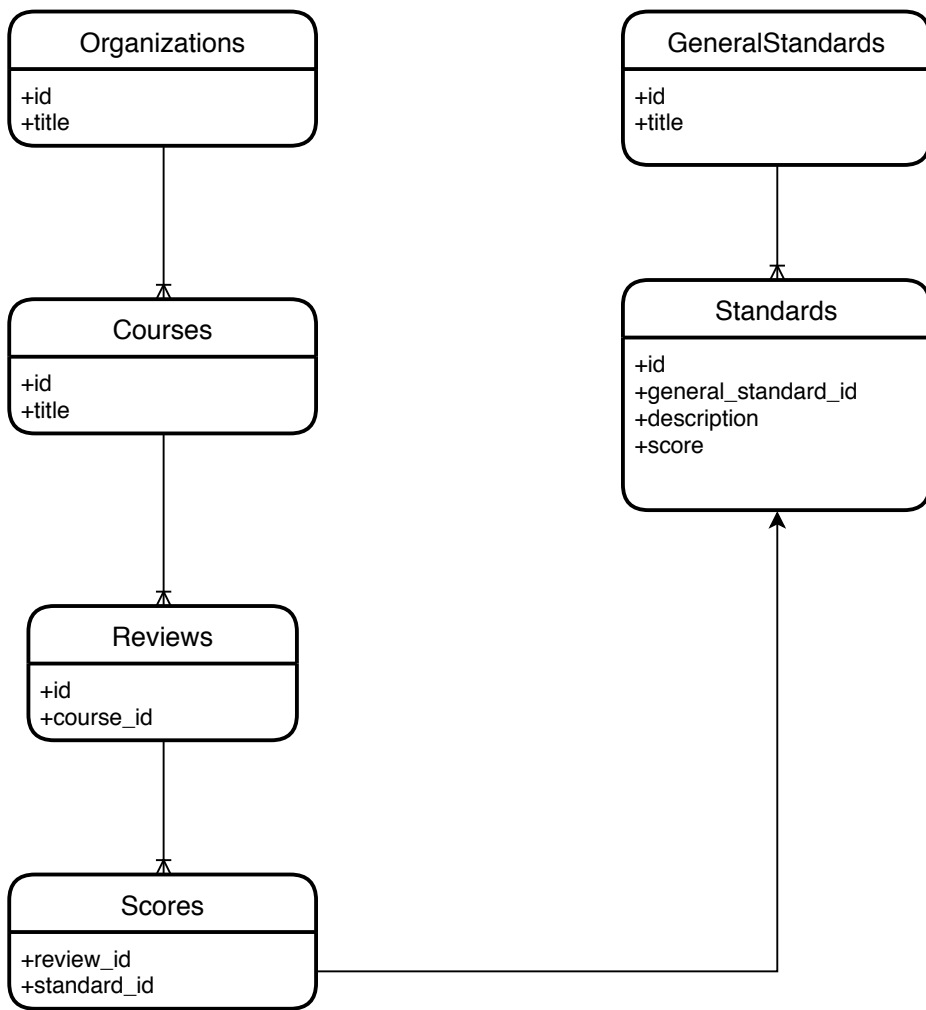 Organizations
+id
+title
GeneralStandards
+id
+title
Courses
+id
+title
Standards
+id
+general_standard_id
+description
+score
Reviews
+id
+course_id
Scores
+review_id
+standard_id